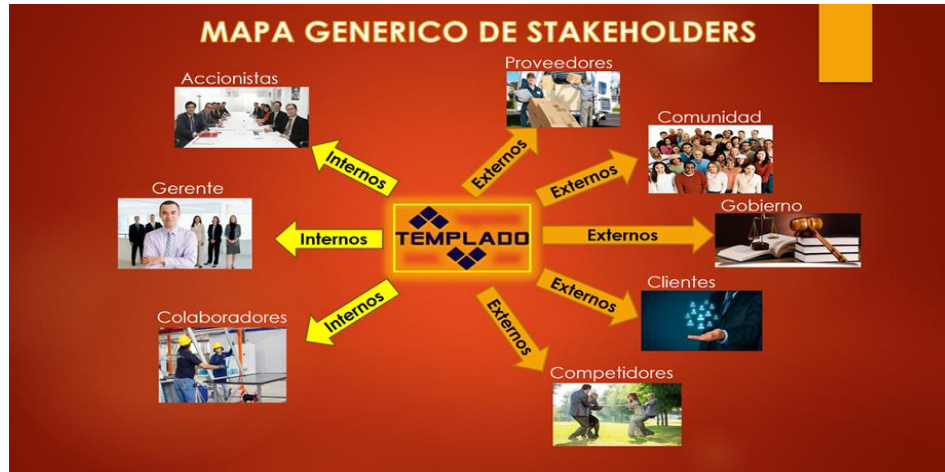 MAPA GENERICO DE STAKEHOLDERS
Accionistas
Proveedores
Comunidad
Gerente
Gobierno
Colaboradores
Clientes
Competidores
Internos
Internos
Internos
TEMPLADO
Externos
Externos
Externos
Externos
Externos